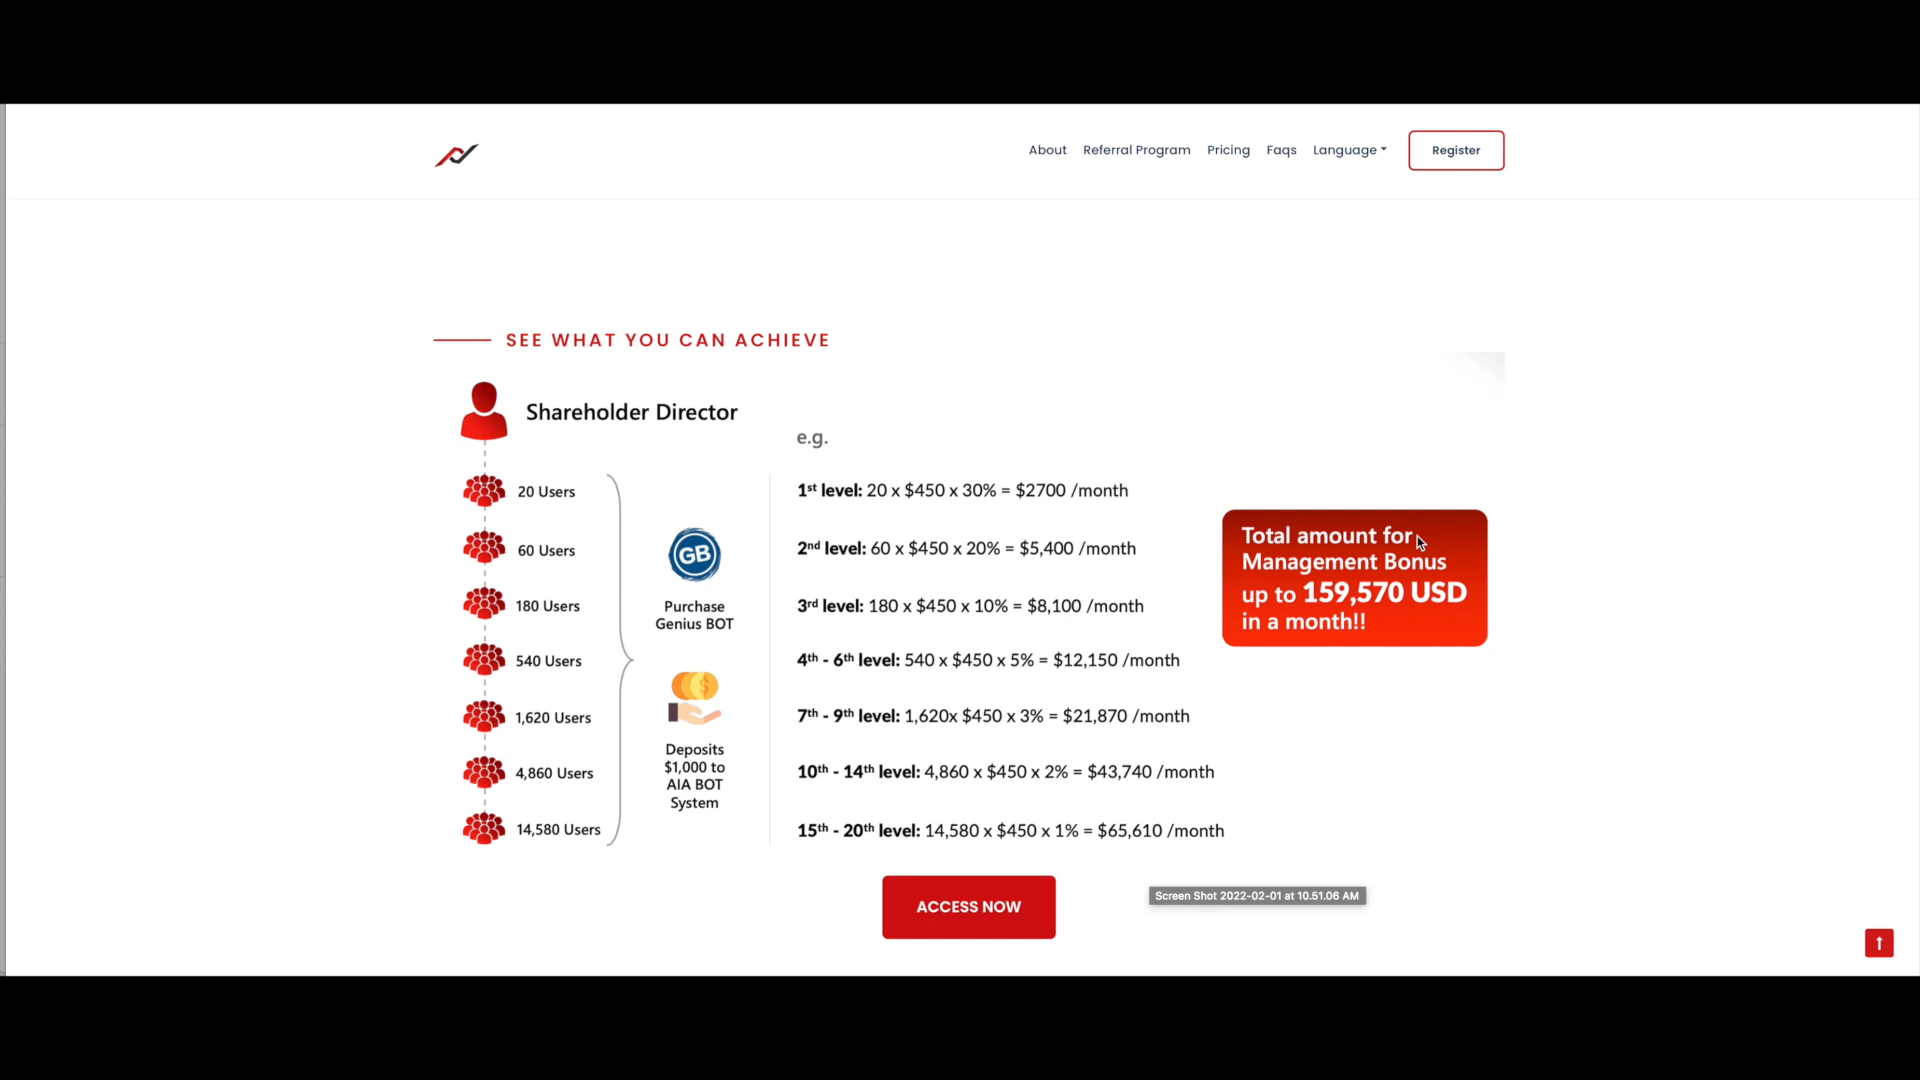 About Referral Program Pricing Faqs Language Register
SEE WHAT YOU CAN ACHIEVE
Shareholder Director
e.g.
20 Users
60 Users
180 Users
540 Users
1,620 Users
4,860 Users
14,580 Users
GB
Purchase
Genius BOT
Deposits
$1,000 to
AIA BOT
System
1st level: 20 x $450 x 30% = $2700 /month
2nd level: 60 x $450 x 20% = $5,400 /month
3rd level: 180 x $450 x 10% = $8,100 /month
4th - 6th level: 540 x $450 x 5% = $12,150 /month
7th - 9th level: 1,620x $450 x 3% = $21,870 /month
10th - 14th level: 4,860 x $450 x 2% = $43,740 /month
15th - 20th level: 14,580 x $450 x 1% = $65,610 /month
Total amount for
Management Bonus
up to 159,570 USD
in a month!!
ACCESS NOW
Screen Shot 2022-02-01 at 10.51.06 AM